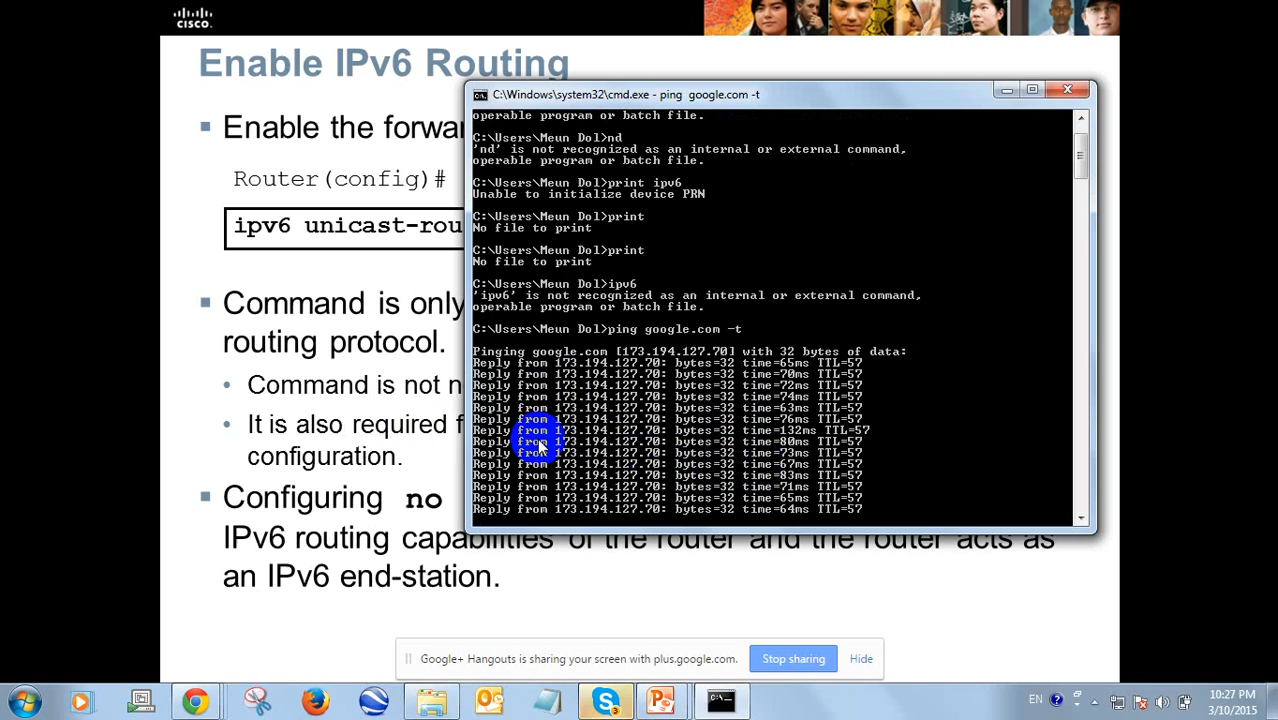 CISCO
Enable IPv6 Routing
Enable the forwa
Router(config)#
ipv6 unicast-rou
Command is only
routing protocol.
Command is not n
It is also required f
configuration.
Configuring no
IPv6 routing capabilities of the router and the router acts as
an IPv6 end-station.
C:\Windows\system32\cmd.exe - ping google.com -t
operable program or batch file.
C:\Users\Meun Dol>nd
'nd' is not recognized as an internal or external command,
operable program or batch file.
C:\Users\Meun Dol>print ipv6
Unable to initialize device PRN
C:\Users\Meun Dol>print
No file to print
C:\Users\Meun Dol>print
No file to print
C:\Users\Meun Dol>ipv6
'ipv6' is not recognized as an internal or external command,
operable program or batch file.
C:\Users\Meun Dol>ping google.com -t
Pinging google.com [173.194.127.70] with 32 bytes of data:
Reply from 173.194.127.70: bytes=32 time=65ms TTL=57
Reply from 173.194.127.70: bytes=32 time=70ms TTL=57
Reply from 173.194.127.70: bytes=32 time=72ms TTL=57
Reply from 173.194.127.70: bytes=32 time=74ms TTL=57
Reply from 173.194.127.70: bytes=32 time=63ms TTL=57
Reply from 173.194.127.70: bytes=32 time=76ms TTL=57
Reply from 173.194.127.70: bytes=32 time=132ms TTL=57
Reply from 173.194.127.70: bytes=32 time=80ms TTL=57
Reply from 173.194.127.70: bytes=32 time=73ms TTL=57
Reply from 173.194.127.70: bytes=32 time=67ms TTL=57
Reply from 173.194.127.70: bytes=32 time=83ms TTL=57
Reply from 173.194.127.70: bytes=32 time=71ms TTL=57
Reply from 173.194.127.70: bytes=32 time=65ms TTL=57
Reply from 173.194.127.70: bytes=32 time=64ms TTL=57
Google+ Hangouts is sharing your screen with plus.google.com.
Stop sharing
Hide
EN
10:27 PM
3/10/2015